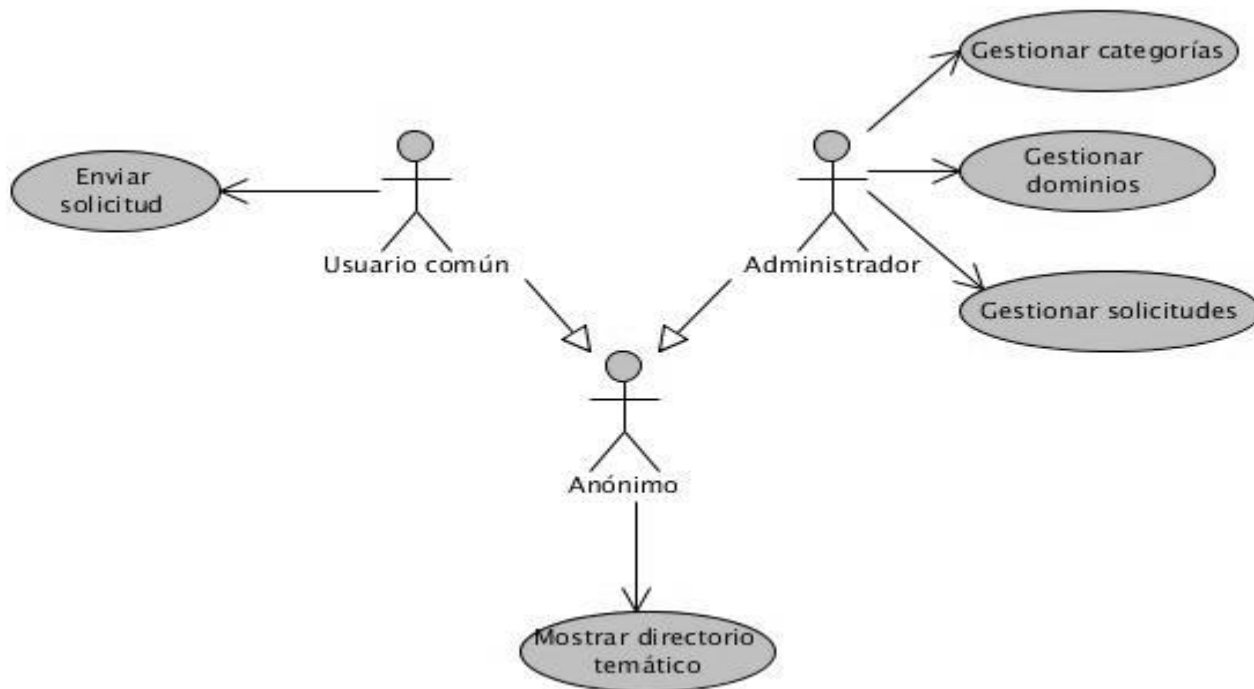 Gestionar categorías
Enviar
solicitud
Gestionar
dominios
Usuario común
Administrador
Gestionar solicitudes
Anónimo
Mostrar directorio
temático